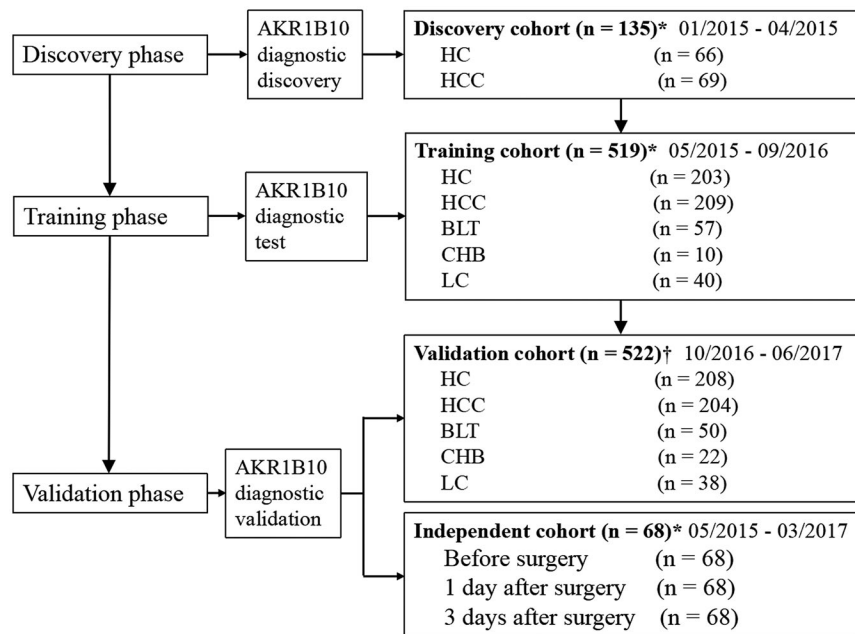 Discovery phase
AKR1B10
diagnostic
discovery
Discovery cohort (n = 135)* 01/2015 - 04/2015
HC (n = 66)
HCC (n = 69)
Training phase
AKR1B10
diagnostic
test
Training cohort (n = 519)* 05/2015 - 09/2016
HC (n = 203)
HCC (n = 209)
BLT (n = 57)
CHB (n = 10)
LC (n = 40)
Validation phase
AKR1B10
diagnostic
validation
Validation cohort (n = 522)† 10/2016 - 06/2017
HC (n = 208)
HCC (n = 204)
BLT (n = 50)
CHB (n = 22)
LC (n = 38)
Independent cohort (n = 68)* 05/2015 - 03/2017
Before surgery (n = 68)
1 day after surgery (n = 68)
3 days after surgery (n = 68)